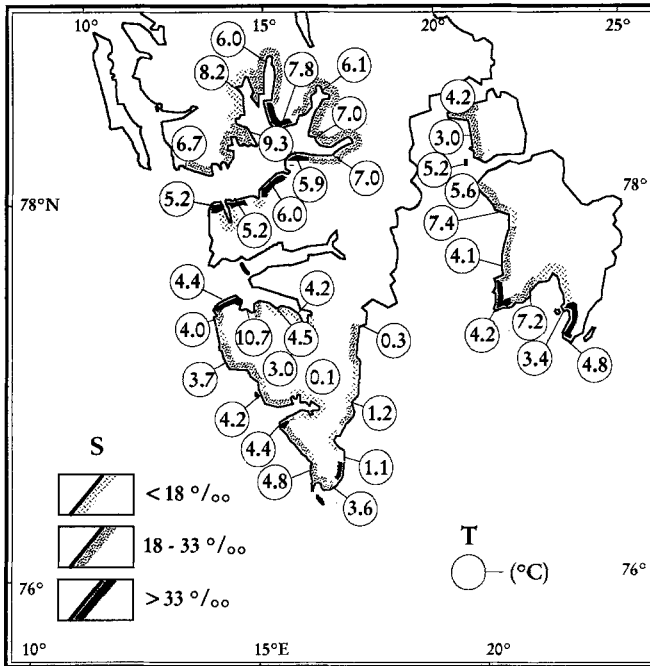 10° 15° 20° 20°
6.0
6.1
8.2 7.8
4.2
7.0 3.0
6.7 9.3
5.2
7.0 5.6 78°
5.9
78°N 5.2 6.0
5.2 7.4
4.1
4.4 4.2
4.0 10.7 4.5 0.3 4.2 7.2
3.4 4.8
3.7 3.0 0.1
4.2 1.2
4.4
S
4.8 1.1
< 18 °/₀₀
3.6
18 - 33 °/₀₀ T
(°C)
76° > 33 °/₀₀ 76°
10° 15°E 20°